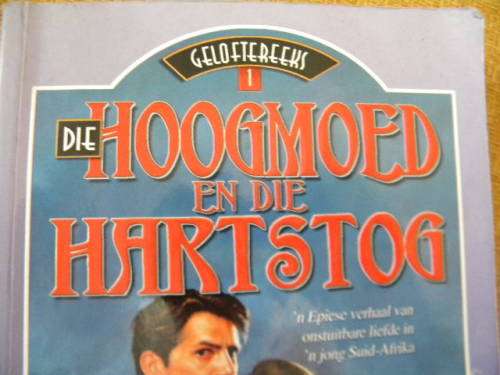 GELOFTEREEKS
1
DIE HOOGMOED
EN DIE
HARTSTOG
'n Epiese verhaal van
onstuitbare liefde in
'n jong Suid-Afrika